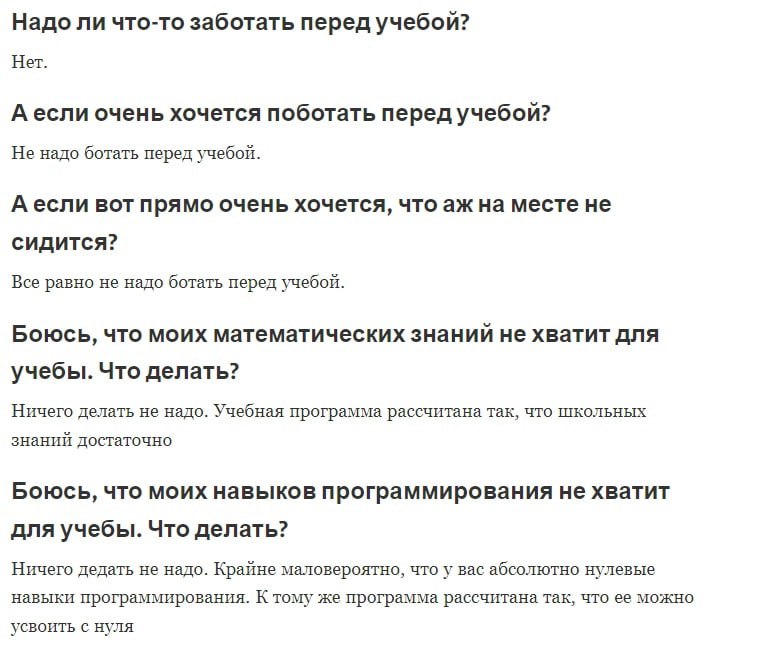 Надо ли что-то заботать перед учебой?
Нет.
А если очень хочется поботать перед учебой?
Не надо ботать перед учебой.
А если вот прямо очень хочется, что аж на месте не
сидится?
Все равно не надо ботать перед учебой.
Боюсь, что моих математических знаний не хватит для
учебы. Что делать?
Ничего делать не надо. Учебная программа рассчитана так, что школьных
знаний достаточно
Боюсь, что моих навыков программирования не хватит
для учебы. Что делать?
Ничего дедать не надо. Крайне маловероятно, что у вас абсолютно нулевые
навыки программирования. К тому же программа рассчитана так, что ее можно
усвоить с нуля